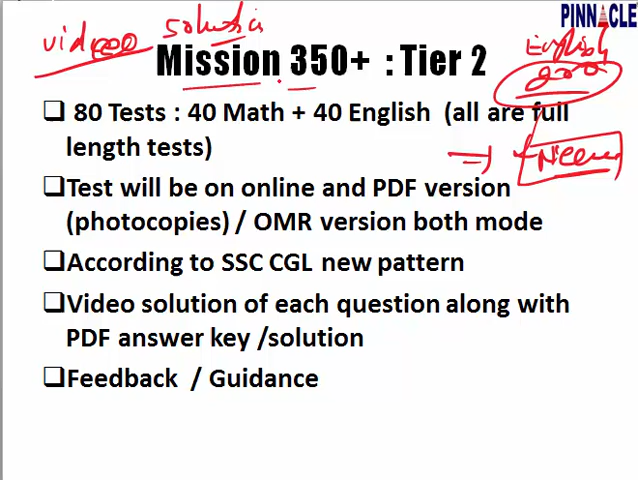 PINNACLE
video solution
English
Mission 350+ : Tier 2
200
80 Tests : 40 Math + 40 English (all are full
length tests)
Neetu
Test will be on online and PDF version
(photocopies) / OMR version both mode
According to SSC CGL new pattern
Video solution of each question along with
PDF answer key /solution
Feedback / Guidance